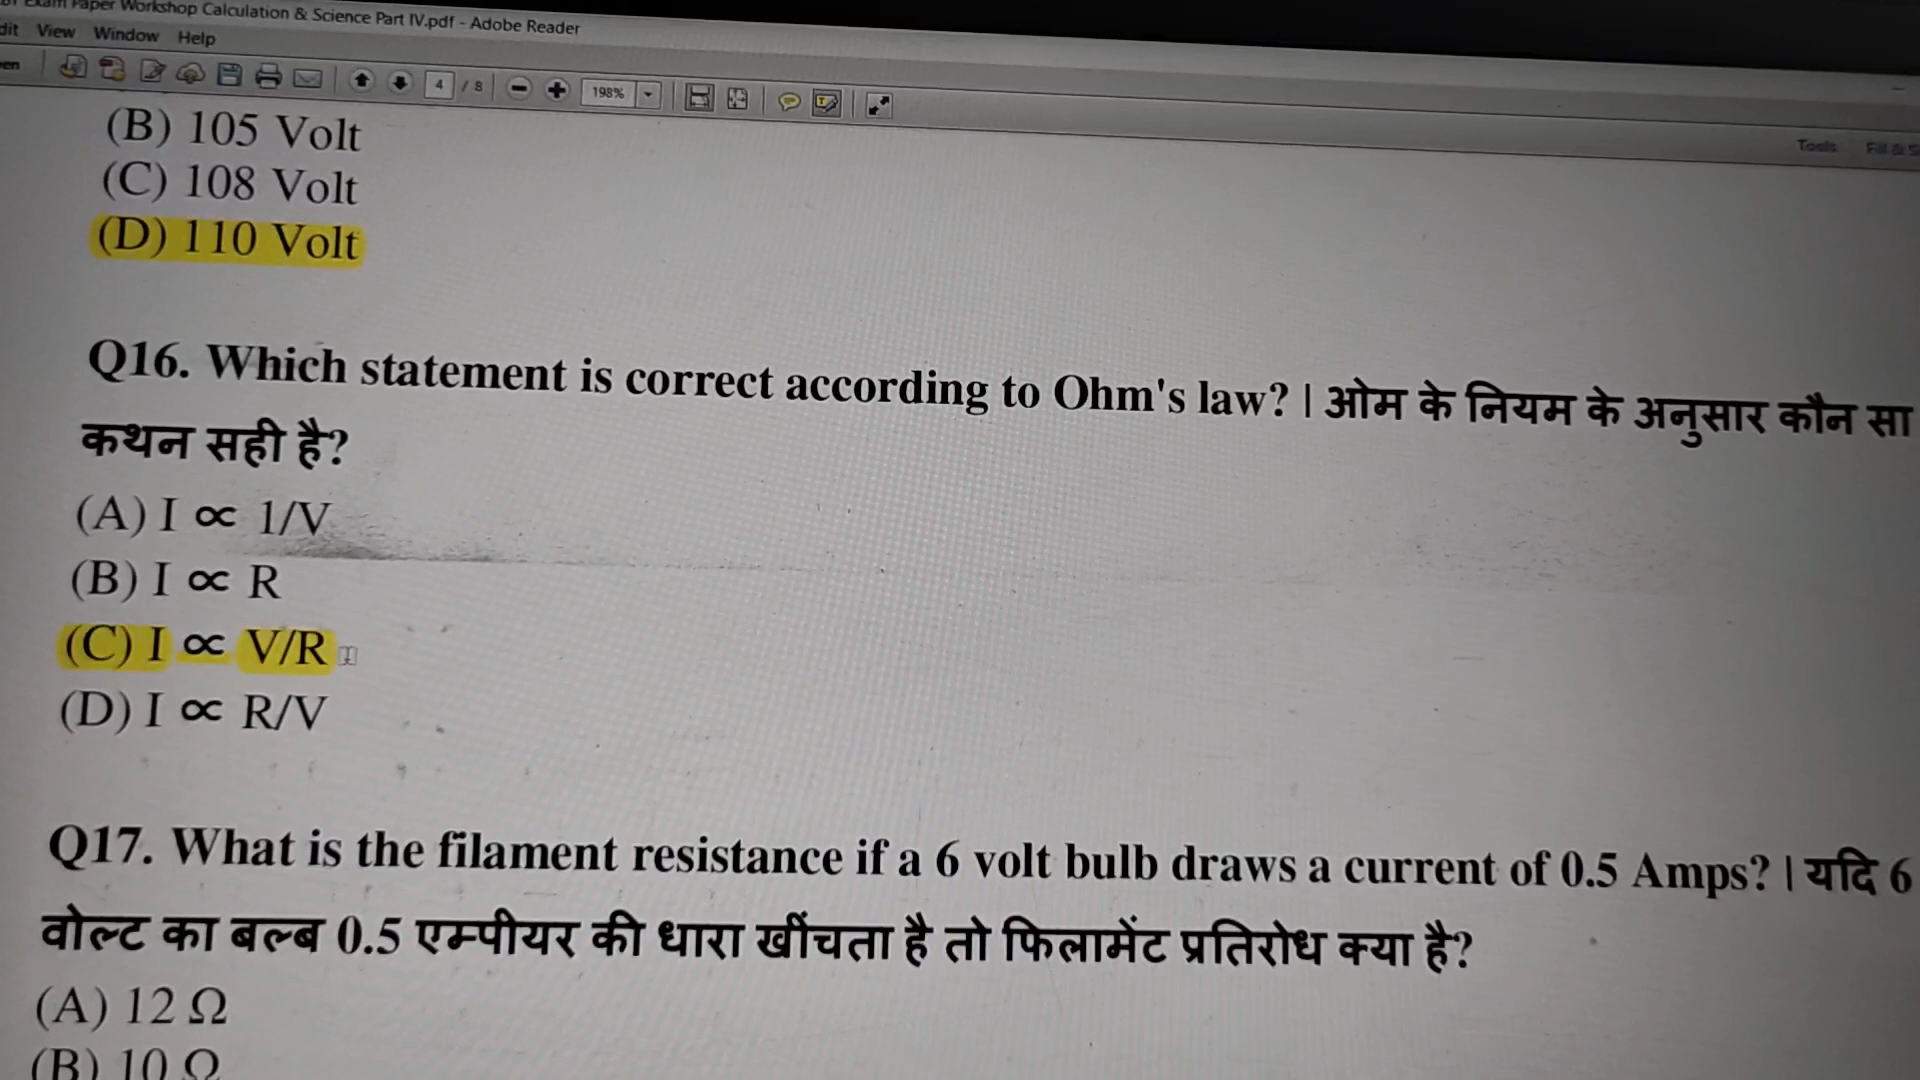 Exam Paper Workshop Calculation & Science Part IV.pdf - Adobe Reader
View Window Help
4 / 8 198%
Tools
(B) 105 Volt
(C) 108 Volt
(D) 110 Volt
Q16. Which statement is correct according to Ohm's law? | ओम के नियम के अनुसार कौन सा
कथन सही है?
(A) I ∝ 1/V
(B) I ∝ R
(C) I ∝ V/R
(D) I ∝ R/V
Q17. What is the filament resistance if a 6 volt bulb draws a current of 0.5 Amps? | यदि 6
वोल्ट का बल्ब 0.5 एम्पीयर की धारा खींचता है तो फिलामेंट प्रतिरोध क्या है?
(A) 12 Ω
(B) 10 Ω